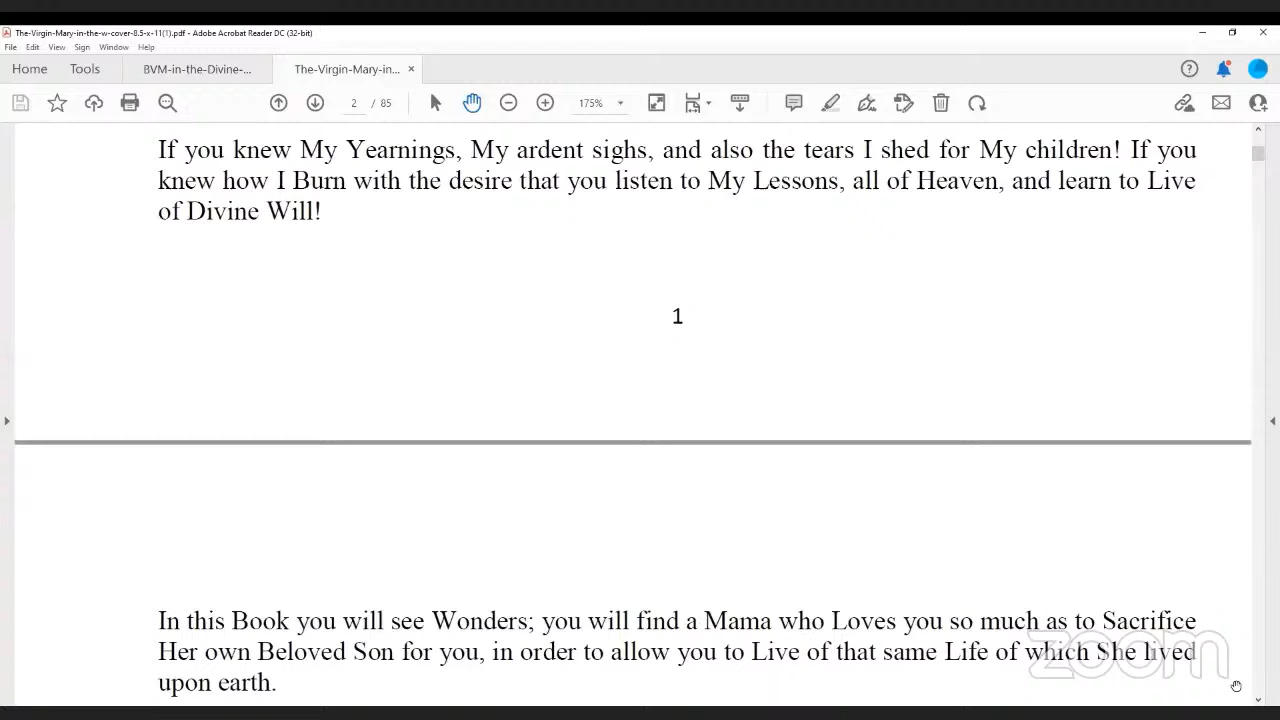 The-Virgin-Mary-in-the-w-cover-8.5-x-11(1).pdf - Adobe Acrobat Reader DC (32-bit)
File Edit View Sign Window Help
Home Tools BVM-in-the-Divine-... The-Virgin-Mary-in... ×
2 / 85 175%
If you knew My Yearnings, My ardent sighs, and also the tears I shed for My children! If you
knew how I Burn with the desire that you listen to My Lessons, all of Heaven, and learn to Live
of Divine Will!
1
In this Book you will see Wonders; you will find a Mama who Loves you so much as to Sacrifice
Her own Beloved Son for you, in order to allow you to Live of that same Life of which She lived
upon earth.
zoom